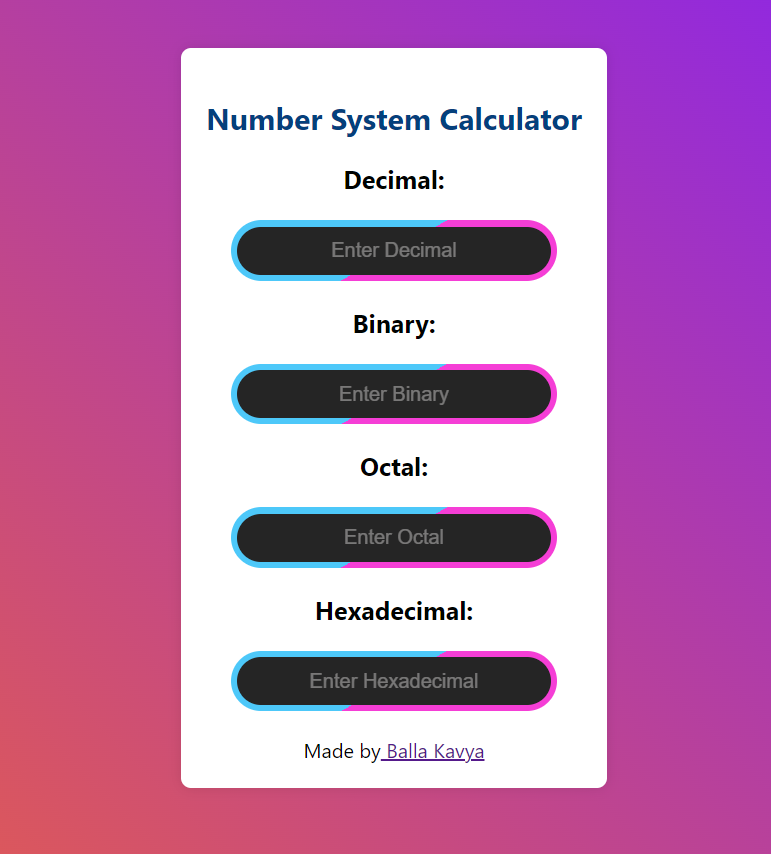 Number System Calculator
Decimal:
Enter Decimal
Binary:
Enter Binary
Octal:
Enter Octal
Hexadecimal:
Enter Hexadecimal
Made by Balla Kavya